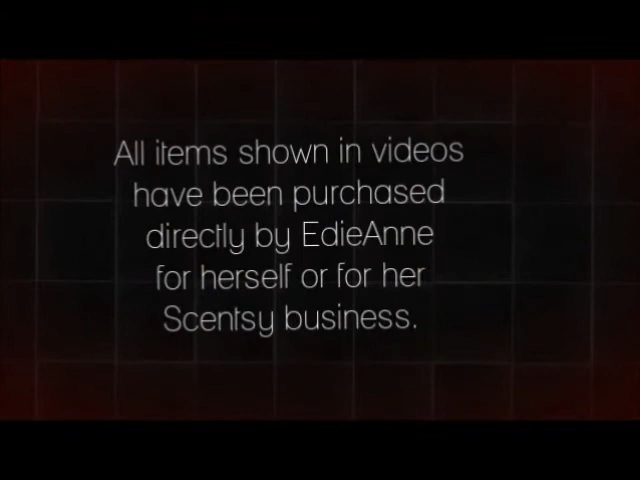 All items shown in videos
have been purchased
directly by EdieAnne
for herself or for her
Scentsy business.